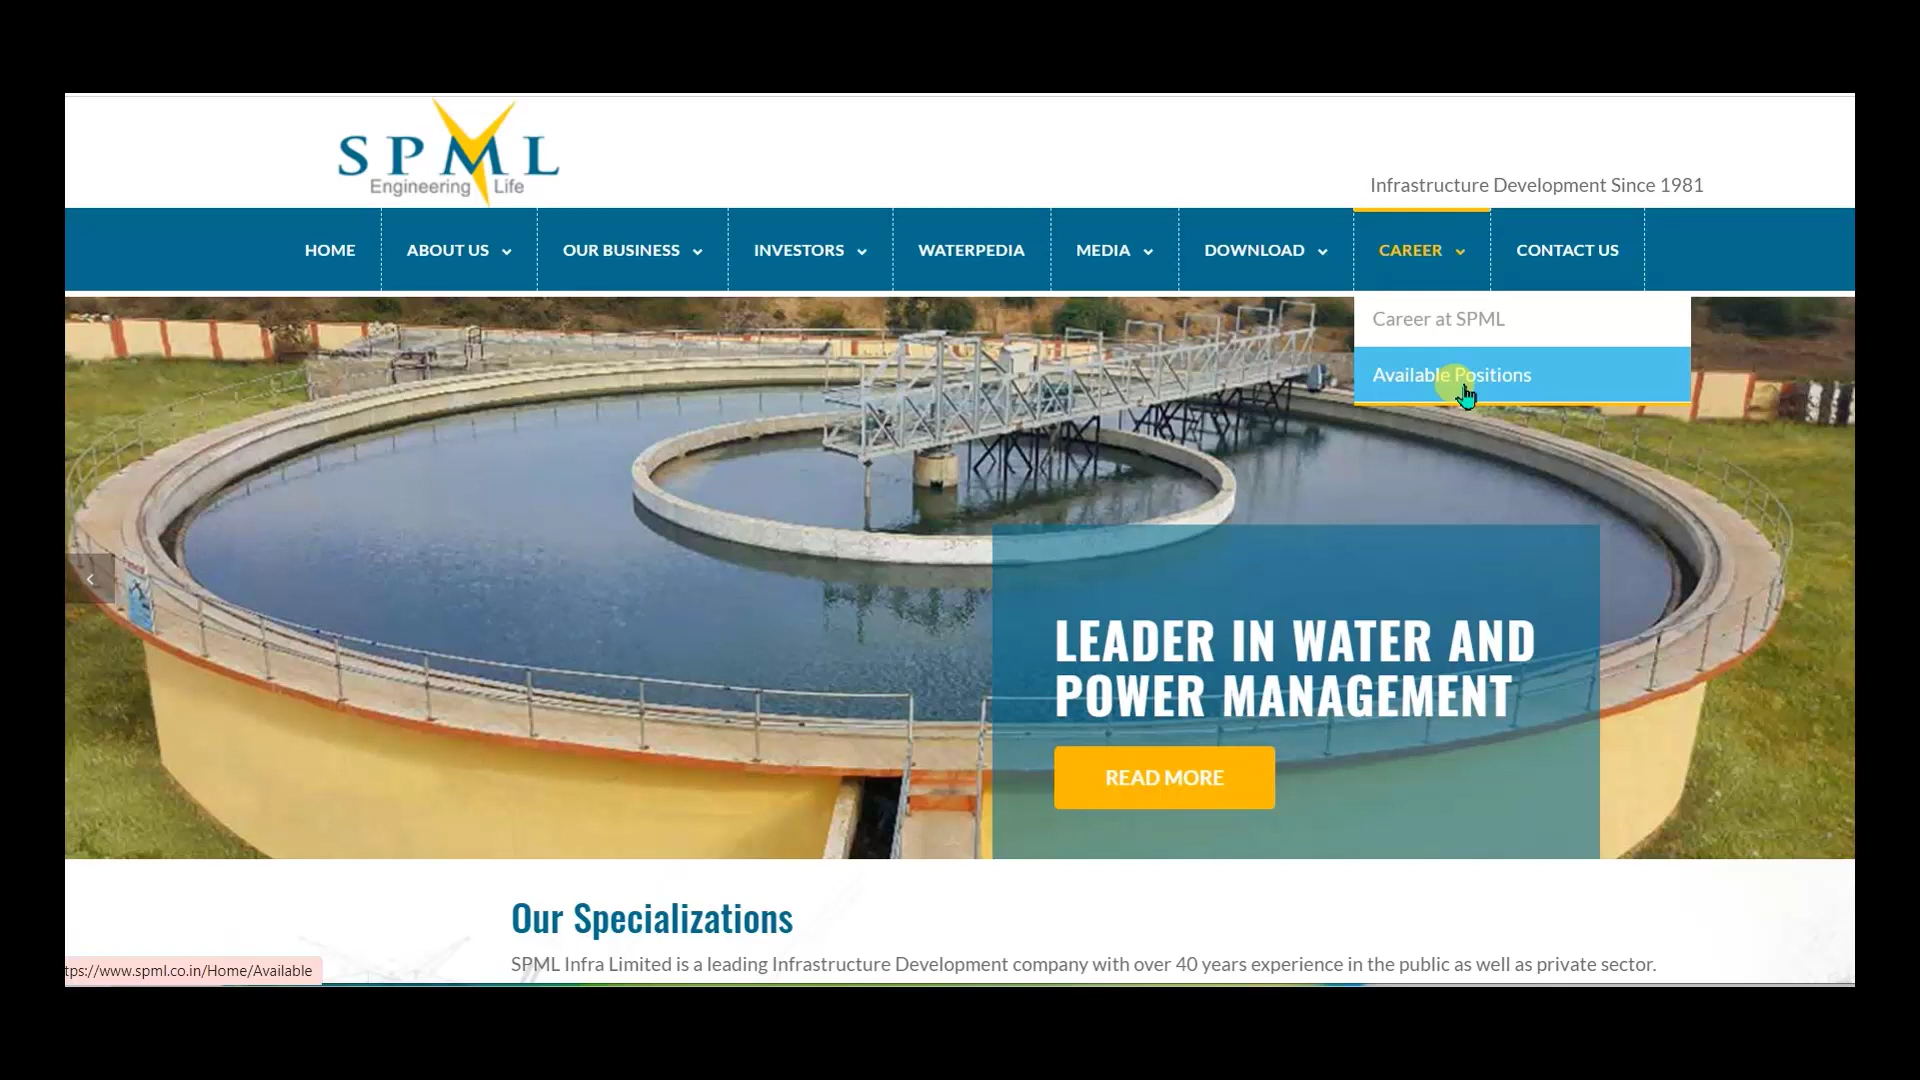 SPML
Engineering Life
Infrastructure Development Since 1981
HOME ABOUT US OUR BUSINESS INVESTORS WATERPEDIA MEDIA DOWNLOAD CAREER CONTACT US
Career at SPML
Available Positions
LEADER IN WATER AND
POWER MANAGEMENT
READ MORE
Our Specializations
SPML Infra Limited is a leading Infrastructure Development company with over 40 years experience in the public as well as private sector.
tps://www.spml.co.in/Home/Available